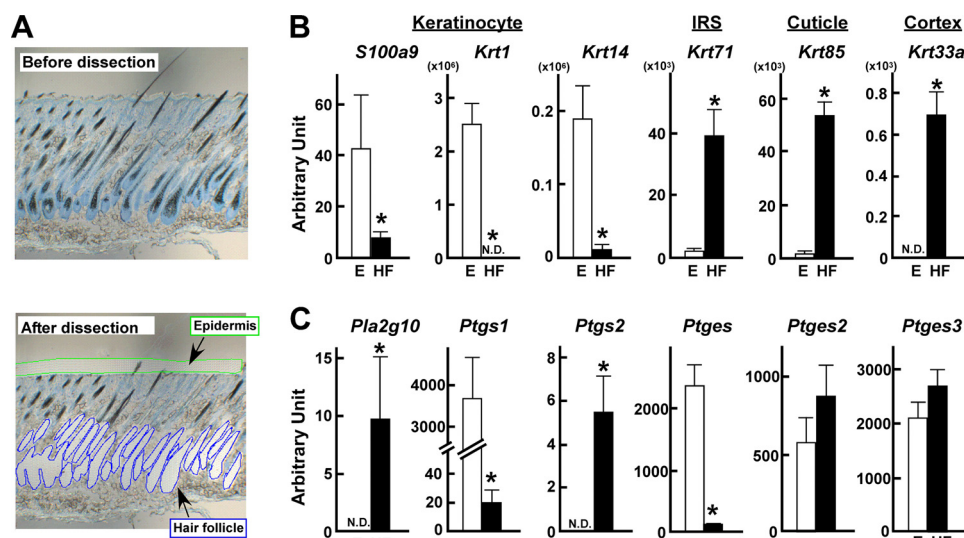 A
Before dissection
After dissection
Epidermis
Hair follicle
B
Keratinocyte
IRS
Cuticle
Cortex
S100a9
Krt1
Krt14
Krt71
Krt85
Krt33a
Arbitrary Unit
60
40
20
0
E HF
*
(x10⁶)
3
2
1
0
E HF
*
N.D.
(x10⁶)
0.2
0.1
0
E HF
*
(x10³)
60
40
20
0
E HF
*
(x10³)
60
40
20
0
E HF
*
(x10³)
0.8
0.6
0.4
0.2
0
N.D.
E HF
*
C
Pla2g10
Ptgs1
Ptgs2
Ptges
Ptges2
Ptges3
Arbitrary Unit
15
10
5
0
N.D.
*
4000
3000
40
20
0
*
8
6
4
2
0
N.D.
*
2000
1000
0
*
1000
500
0
3000
2000
1000
0
E HF